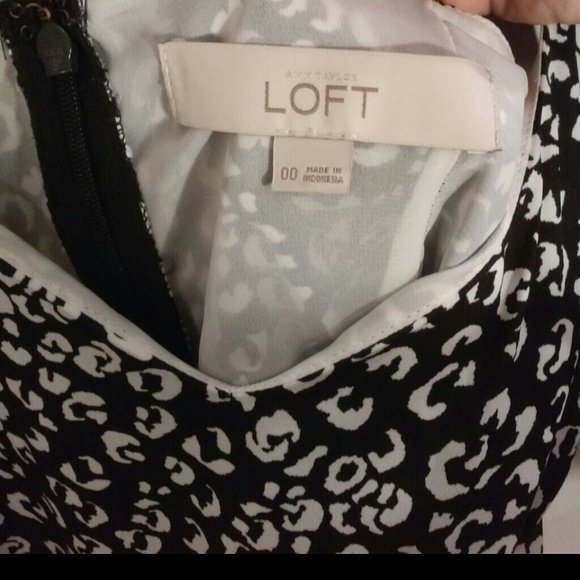 ANN TAYLOR
LOFT
00
MADE IN
INDONESIA